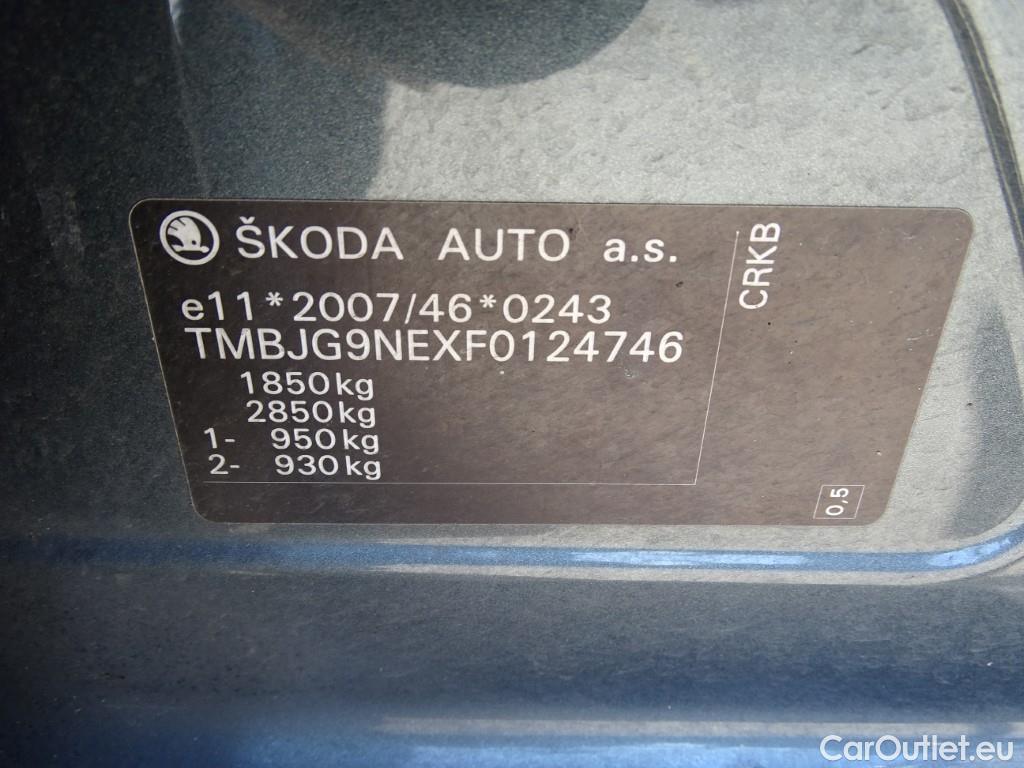 ŠKODA AUTO a.s.
e11*2007/46*0243
TMBJG9NEXF0124746
1850kg
2850kg
1- 950kg
2- 930kg
CRKB
0,5
CarOutlet.eu